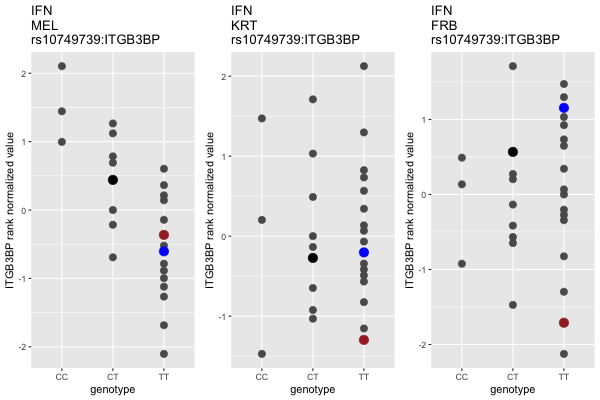 IFN
MEL
rs10749739:ITGB3BP
ITGB3BP rank normalized value
2
1
0
-1
-2
CC
CT
TT
genotype
IFN
KRT
rs10749739:ITGB3BP
ITGB3BP rank normalized value
2
1
0
-1
CC
CT
TT
genotype
IFN
FRB
rs10749739:ITGB3BP
ITGB3BP rank normalized value
1
0
-1
-2
CC
CT
TT
genotype